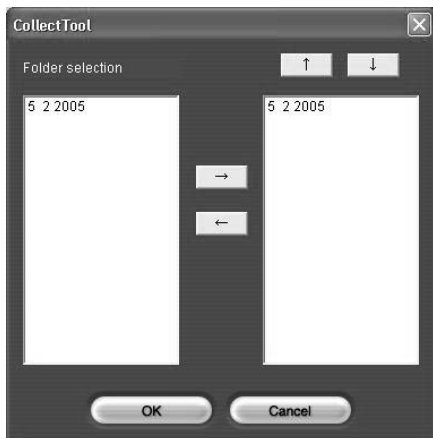 CollectTool
Folder selection
↑ ↓
5 2 2005
5 2 2005
→
←
OK
Cancel